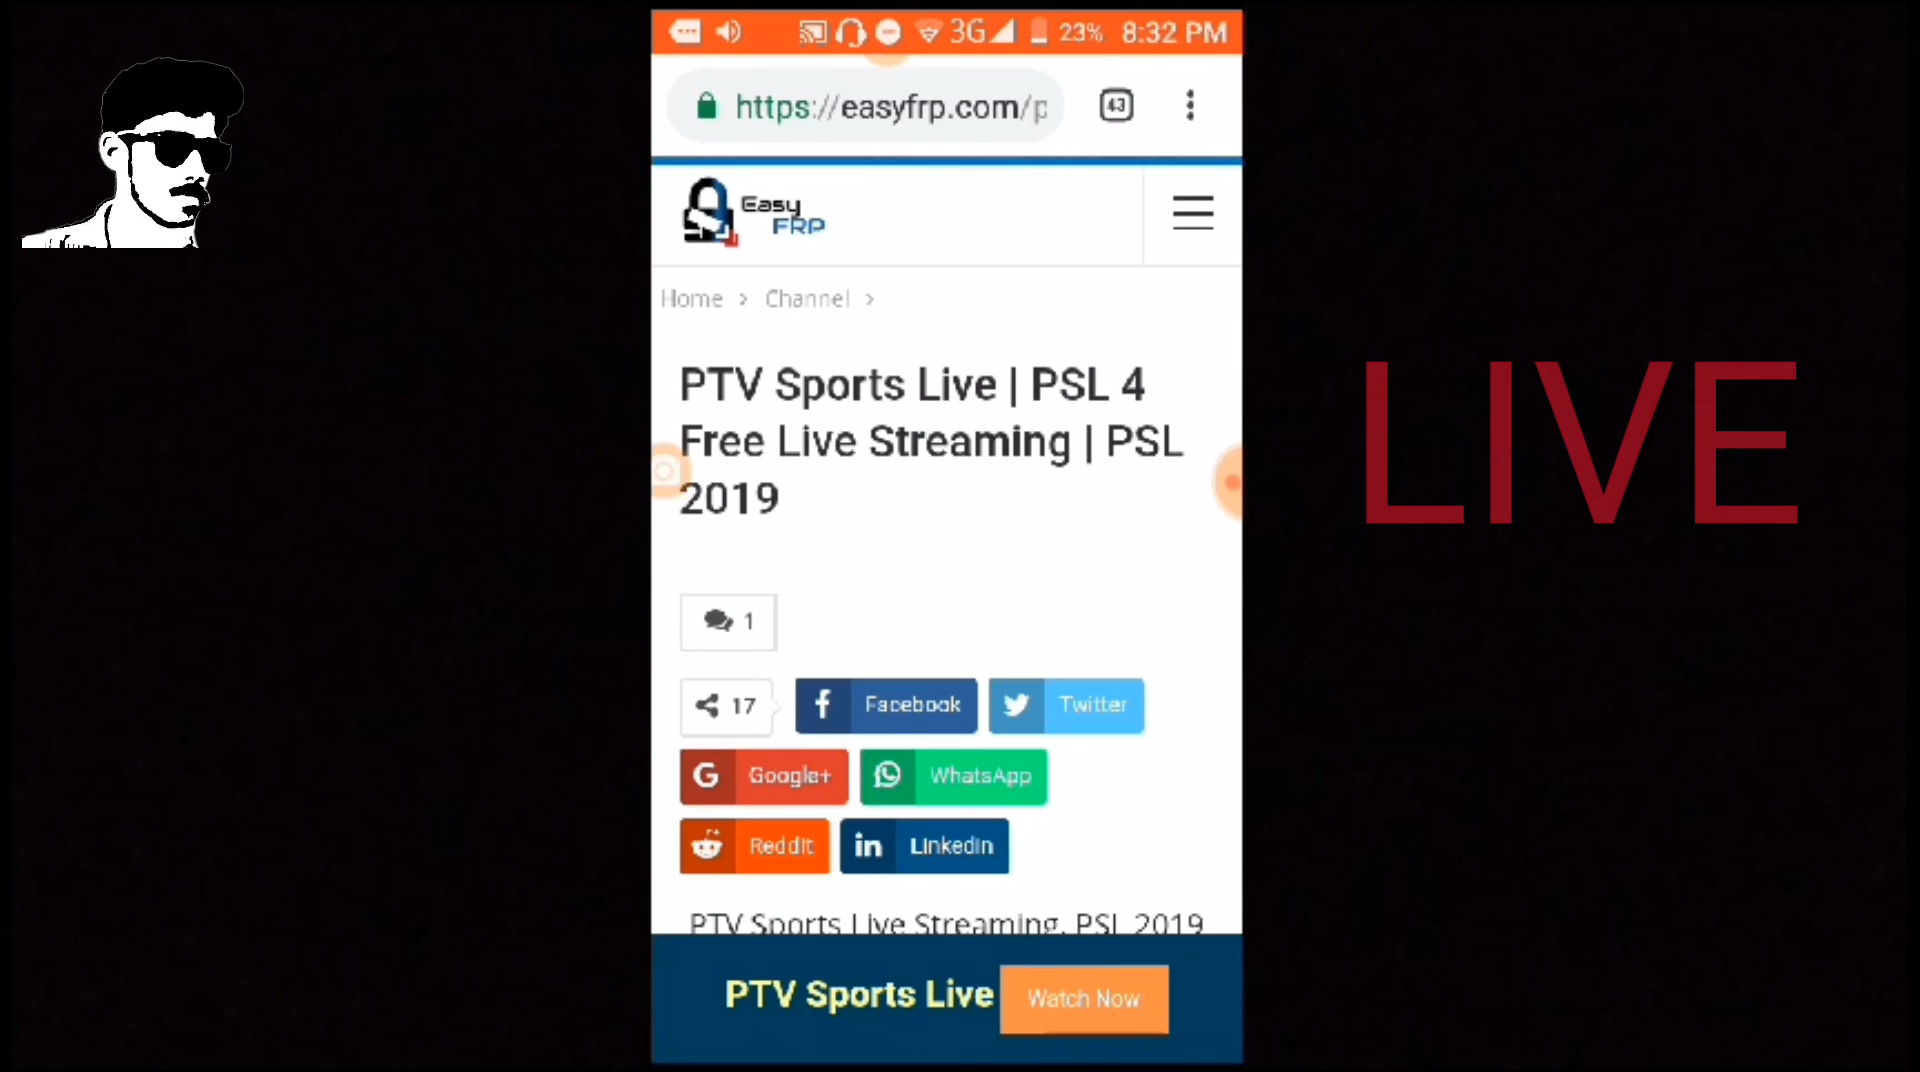 3G 23% 8:32 PM
https://easyfrp.com/p
43
Easy
FRP
Home > Channel >
PTV Sports Live | PSL 4
Free Live Streaming | PSL
2019
LIVE
1
17 Facebook Twitter
Google+ WhatsApp
Reddit Linkedin
PTV Sports Live Streaming, PSL 2019
PTV Sports Live Watch Now